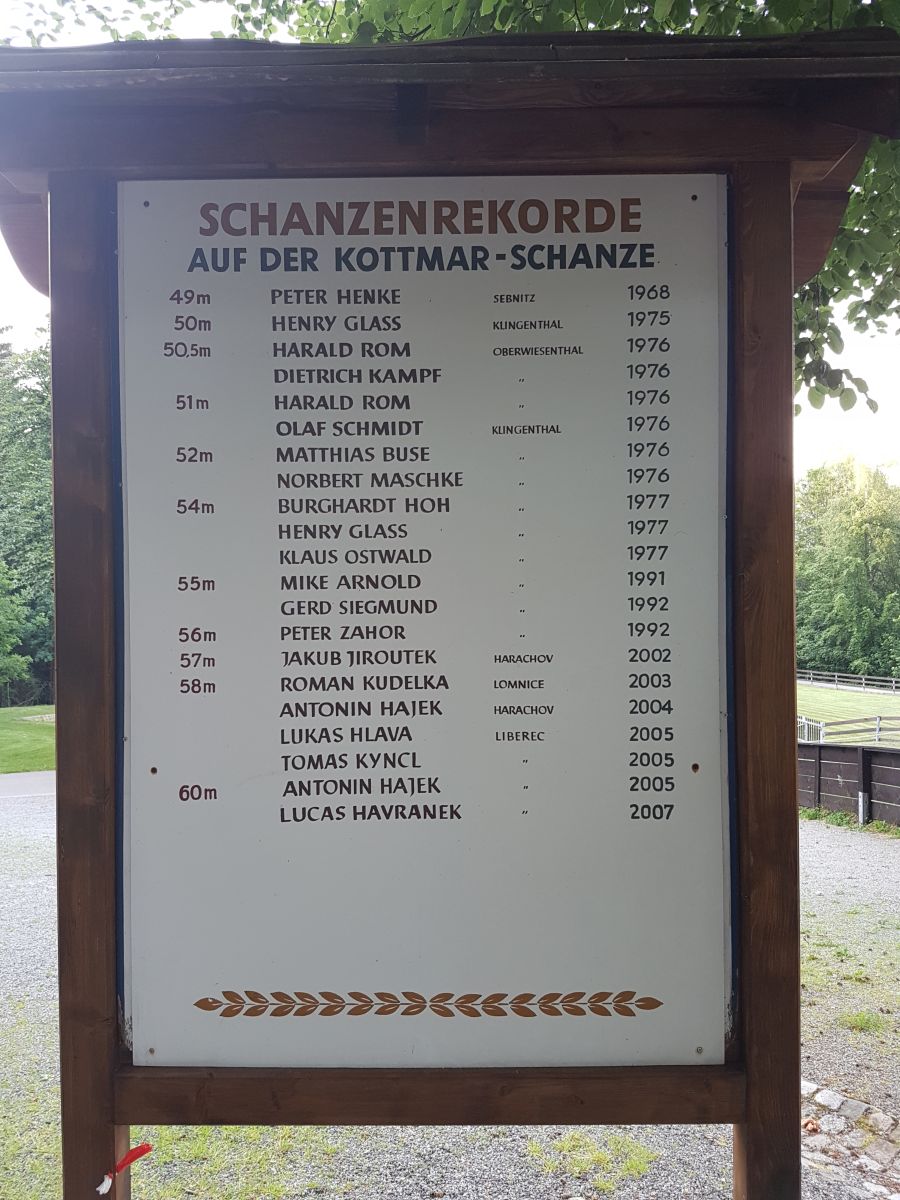 SCHANZENREKORDE
AUF DER KOTTMAR-SCHANZE
49m PETER HENKE SEBNITZ 1968
50m HENRY GLASS KLINGENTHAL 1975
50,5m HARALD ROM OBERWIESENTHAL 1976
DIETRICH KAMPF " 1976
51m HARALD ROM " 1976
OLAF SCHMIDT KLINGENTHAL 1976
52m MATTHIAS BUSE " 1976
NORBERT MASCHKE " 1976
54m BURGHARDT HOH " 1977
HENRY GLASS " 1977
KLAUS OSTWALD " 1977
55m MIKE ARNOLD " 1991
GERD SIEGMUND " 1992
56m PETER ZAHOR " 1992
57m JAKUB JIROUTEK HARACHOV 2002
58m ROMAN KUDELKA LOMNICE 2003
ANTONIN HAJEK HARACHOV 2004
LUKAS HLAVA LIBEREC 2005
TOMAS KYNCL " 2005
60m ANTONIN HAJEK " 2005
LUCAS HAVRANEK " 2007